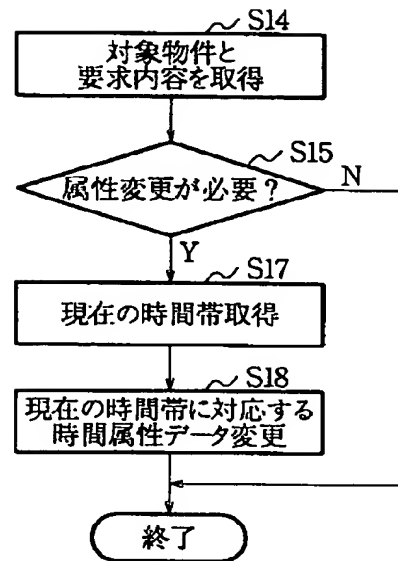 S14
対象物件と
要求内容を取得
S15
属性変更が必要？
N
Y
S17
現在の時間帯取得
S18
現在の時間帯に対応する
時間属性データ変更
終了